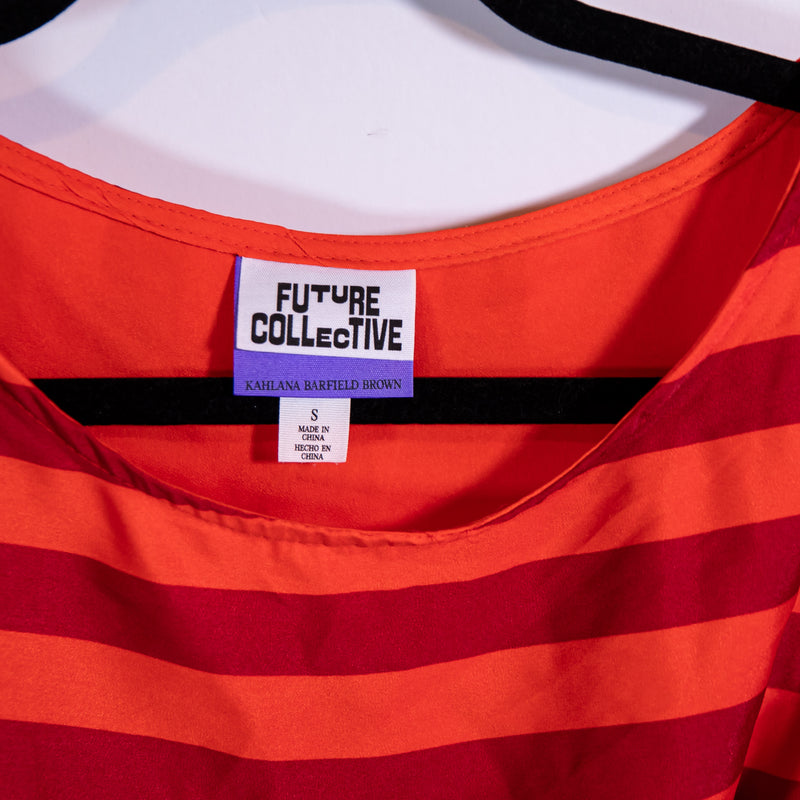 FUTURE
COLLECTIVE
KAHLANA BARFIELD BROWN
S
MADE IN
CHINA
HECHO EN
CHINA